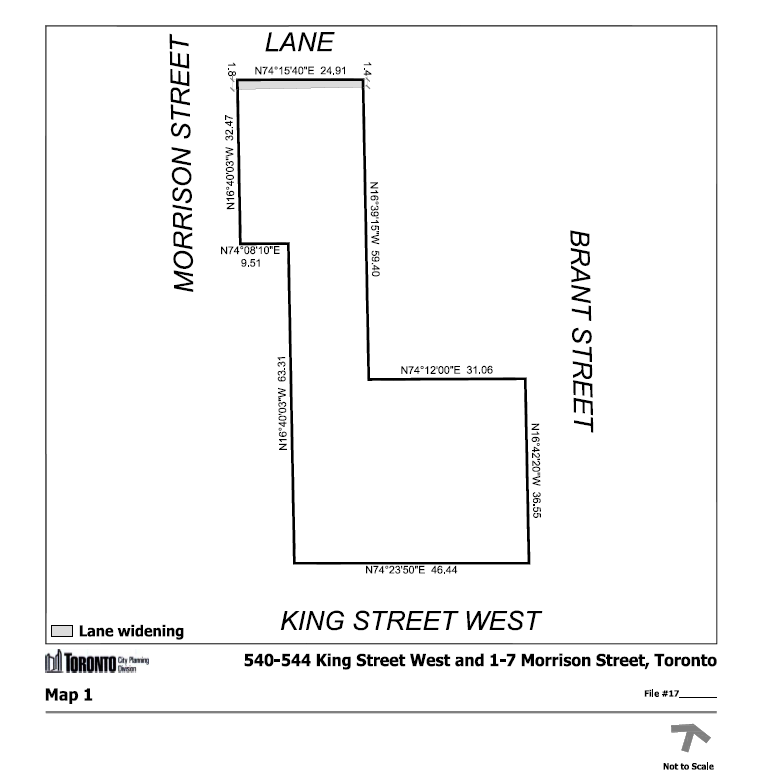 LANE
MORRISON STREET
1.8
N74°15'40"E 24.91
1.4
N16°40'03"W 32.47
N16°39'15"W 59.40
N74°08'10"E
9.51
BRANT STREET
N16°40'03"W 63.31
N74°12'00"E 31.06
N16°42'20"W 36.55
N74°23'50"E 46.44
KING STREET WEST
Lane widening
TORONTO City Planning
Division
540-544 King Street West and 1-7 Morrison Street, Toronto
Map 1
File #17_______
Not to Scale